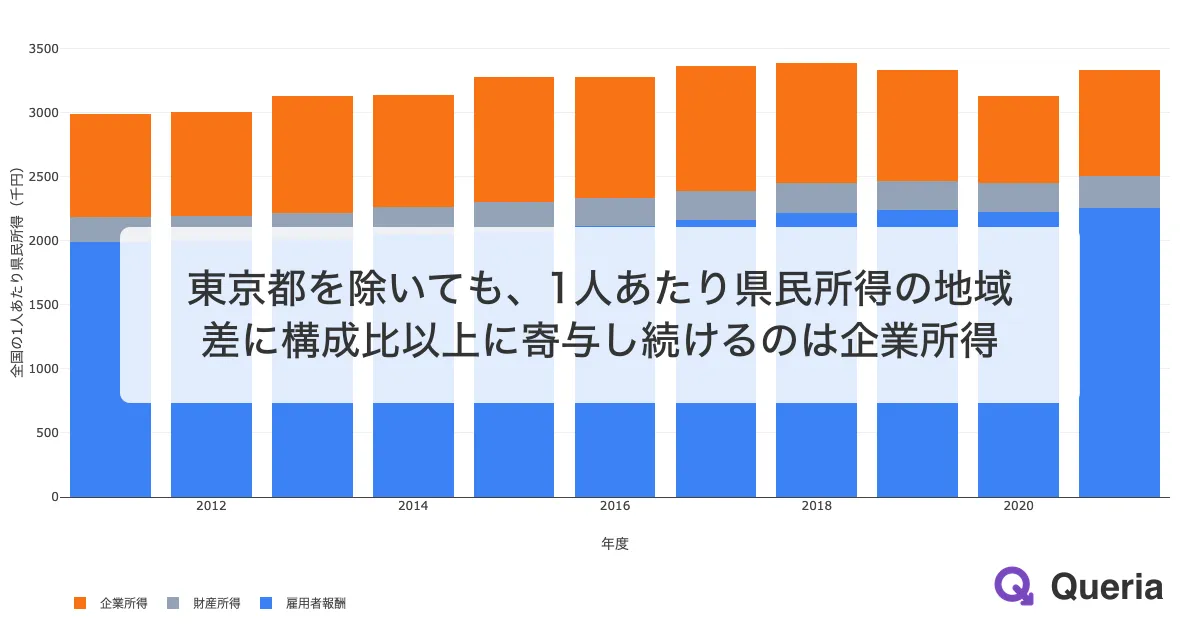 3500
3000
2500
2000
1500
1000
500
0
全国の1人あたり県民所得（千円）
東京都を除いても、1人あたり県民所得の地域
差に構成比以上に寄与し続けるのは企業所得
2012 2014 2016 2018 2020
年度
企業所得 財産所得 雇用者報酬
Queria